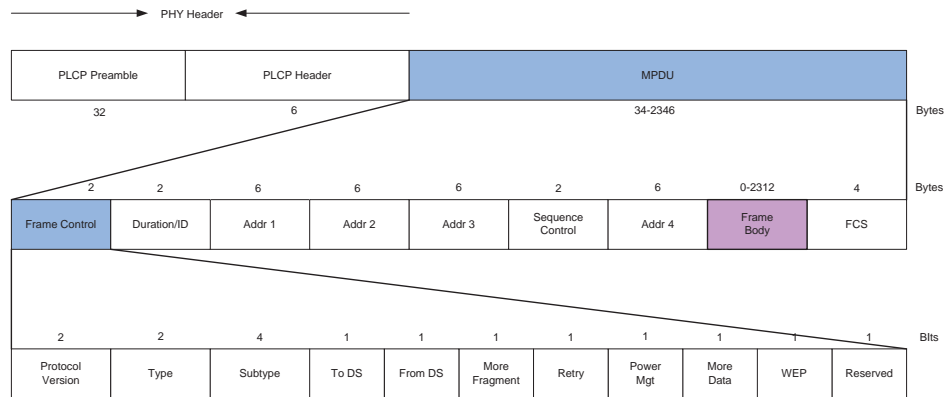 PHY Header
PLCP Preamble PLCP Header MPDU
32 6 34-2346 Bytes
2 2 6 6 6 2 6 0-2312 4 Bytes
Frame Control Duration/ID Addr 1 Addr 2 Addr 3 Sequence Control Addr 4 Frame Body FCS
2 2 4 1 1 1 1 1 1 1 1 BIts
Protocol Version Type Subtype To DS From DS More Fragment Retry Power Mgt More Data WEP Reserved